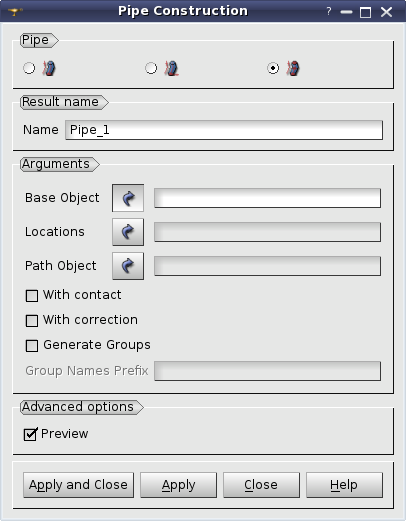 Pipe Construction
Pipe
Result name
Name Pipe_1
Arguments
Base Object
Locations
Path Object
With contact
With correction
Generate Groups
Group Names Prefix
Advanced options
Preview
Apply and Close Apply Close Help